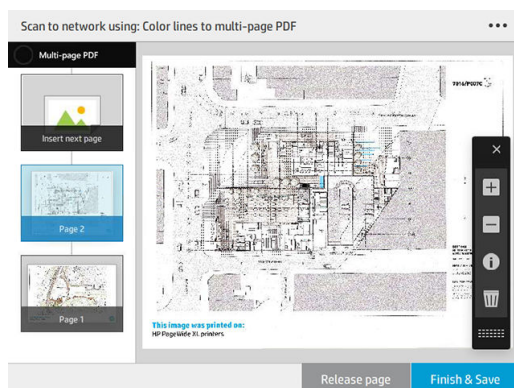 Scan to network using: Color lines to multi-page PDF
Multi-page PDF
Insert next page
Page 2
Page 1
This image was printed on:
HP PageWide XL printers
Release page
Finish & Save